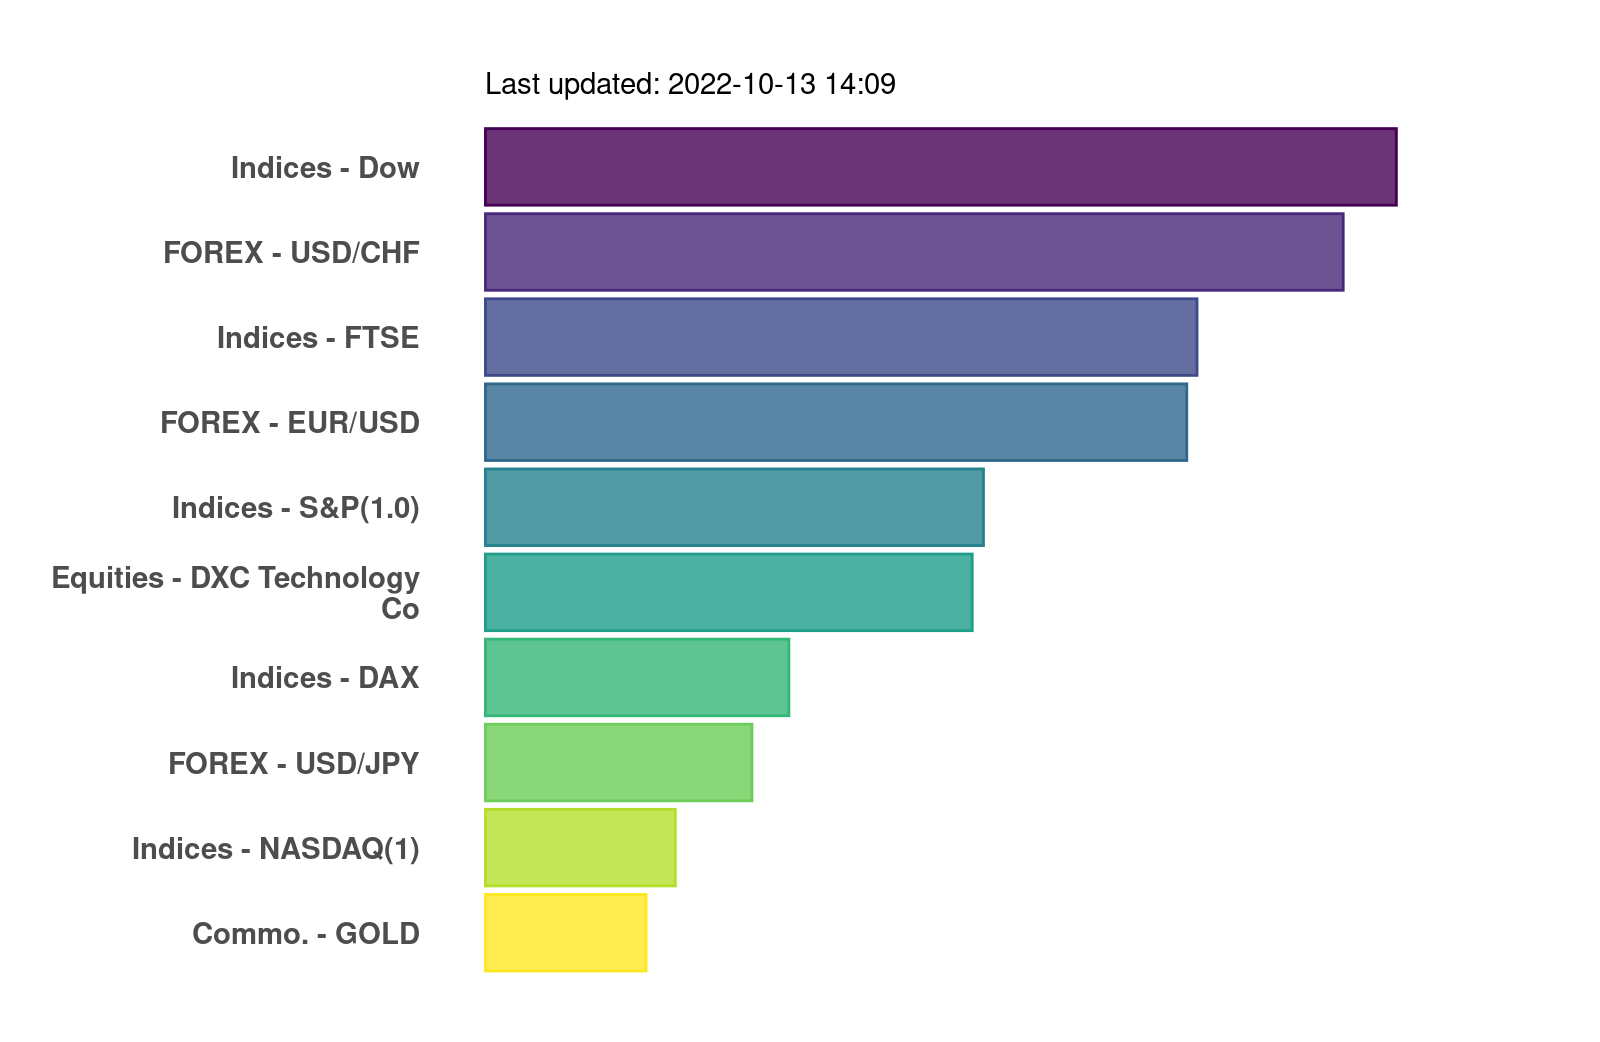 Last updated: 2022-10-13 14:09
Indices - Dow
FOREX - USD/CHF
Indices - FTSE
FOREX - EUR/USD
Indices - S&P(1.0)
Equities - DXC Technology
Co
Indices - DAX
FOREX - USD/JPY
Indices - NASDAQ(1)
Commo. - GOLD